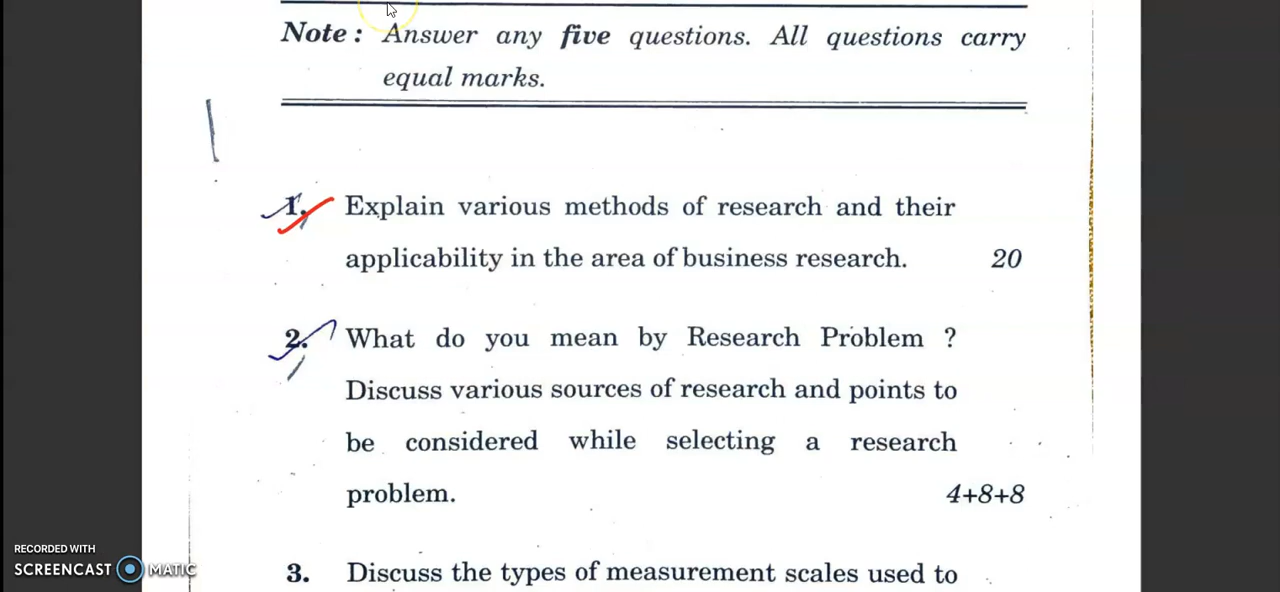 Note : Answer any five questions. All questions carry
equal marks.
1. Explain various methods of research and their
applicability in the area of business research. 20
2. What do you mean by Research Problem ?
Discuss various sources of research and points to
be considered while selecting a research
problem. 4+8+8
3. Discuss the types of measurement scales used to
RECORDED WITH
SCREENCAST MATIC